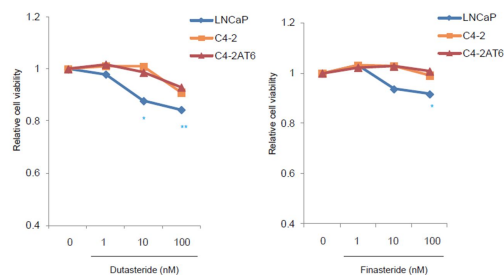 LNCaP
C4-2
C4-2AT6
1.2
1
0.8
0.6
0.4
Relative cell viability
*
**
0 1 10 100
Dutasteride (nM)
LNCaP
C4-2
C4-2AT6
1.2
1
0.8
0.6
0.4
Relative cell viability
*
0 1 10 100
Finasteride (nM)